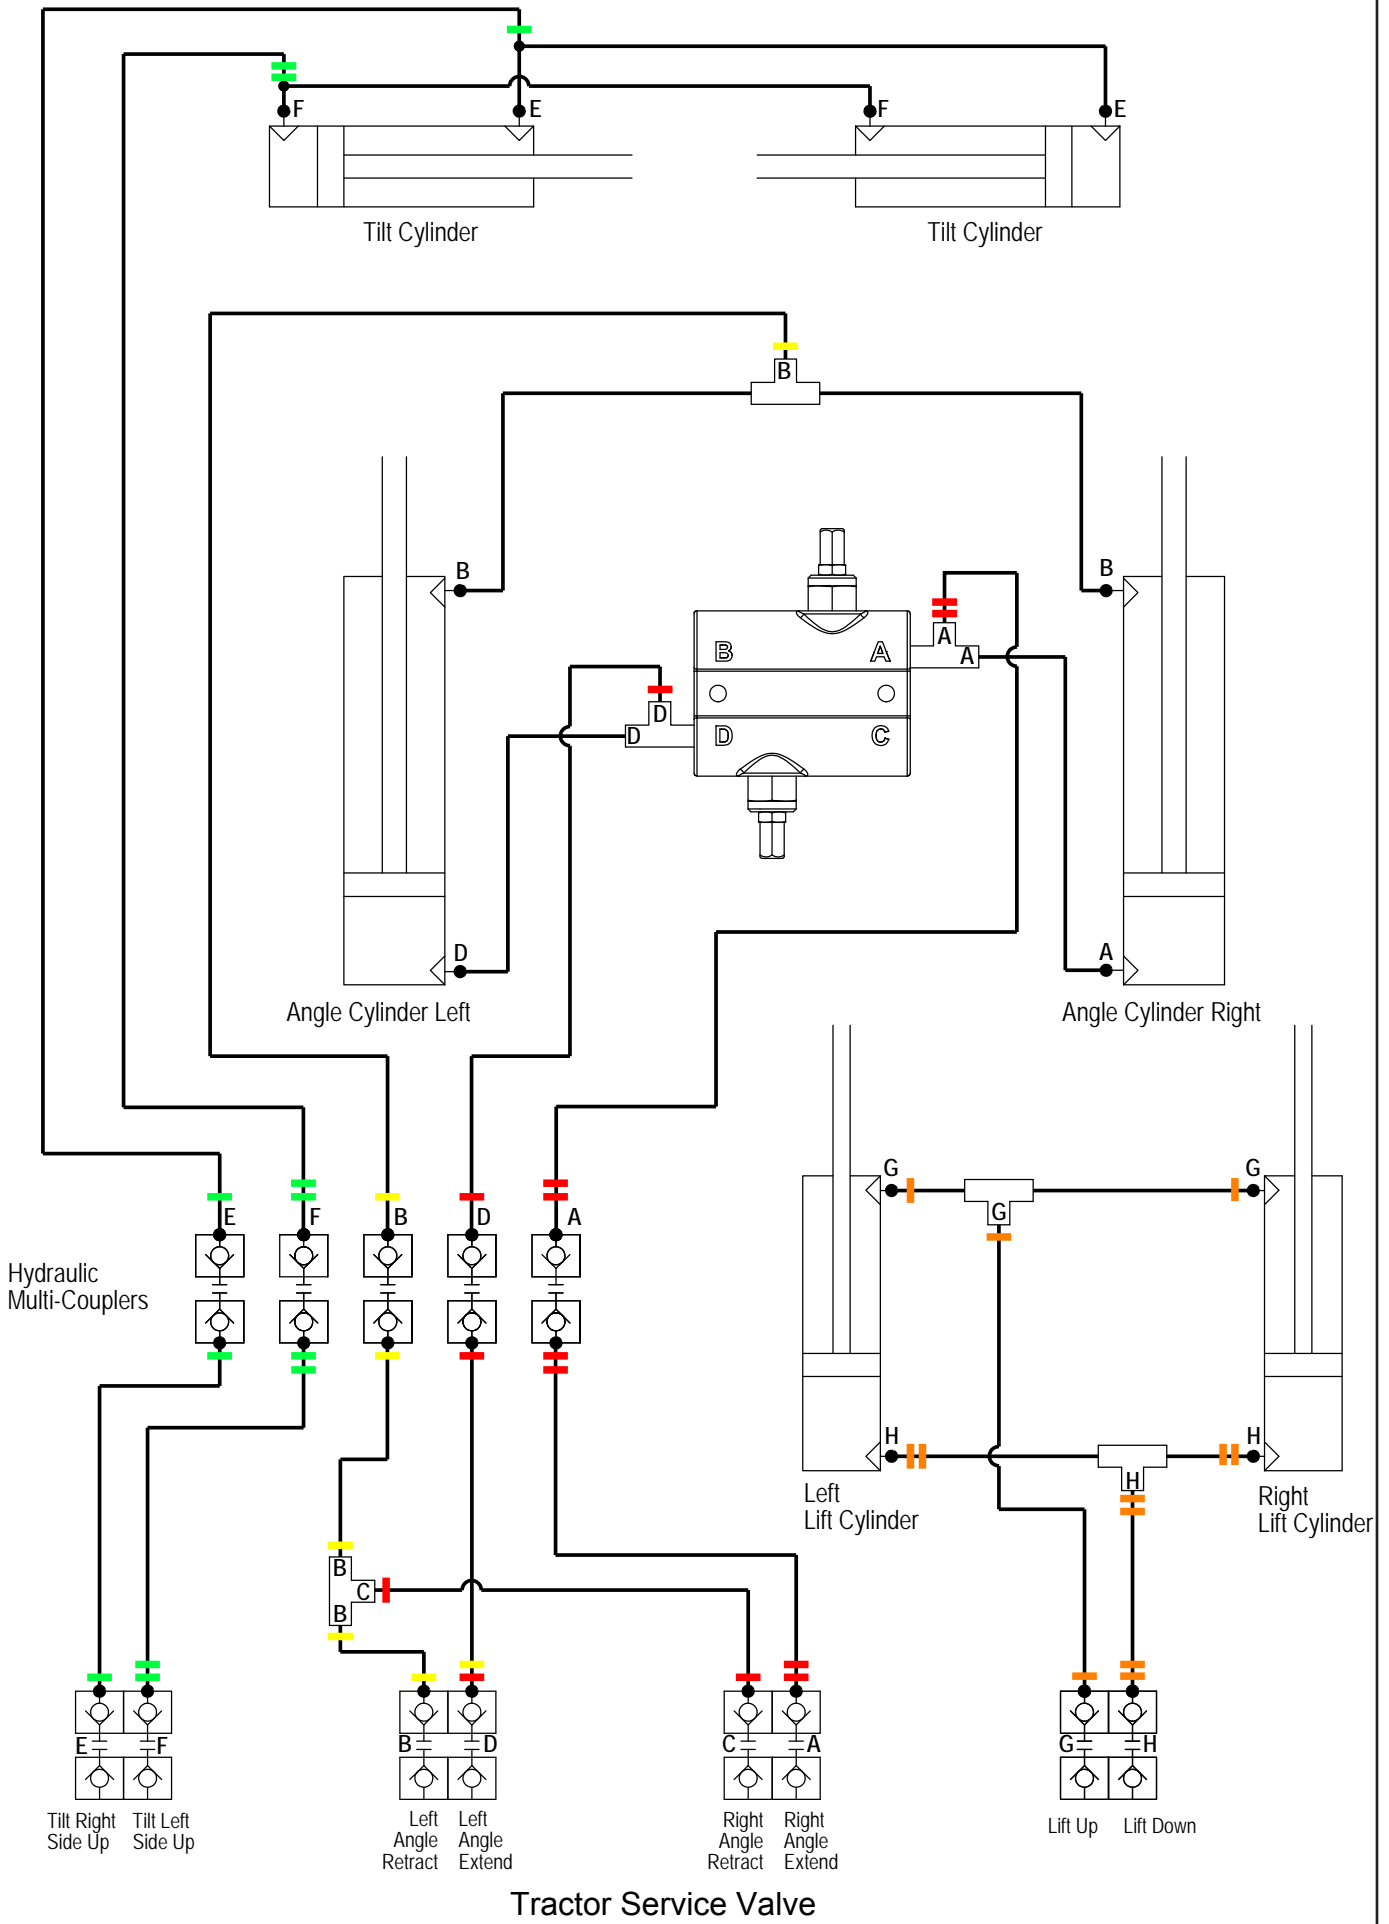 F
E
F
E
Tilt Cylinder
Tilt Cylinder
B
B
B
B
A
A
A
D
D
D
C
D
A
Angle Cylinder Left
Angle Cylinder Right
G
G
G
E
F
B
D
A
Hydraulic
Multi-Couplers
H
H
H
Left
Lift Cylinder
Right
Lift Cylinder
B
C
B
E
F
B
D
C
A
G
H
Tilt Right
Side Up
Tilt Left
Side Up
Left
Angle
Retract
Left
Angle
Extend
Right
Angle
Retract
Right
Angle
Extend
Lift Up
Lift Down
Tractor Service Valve